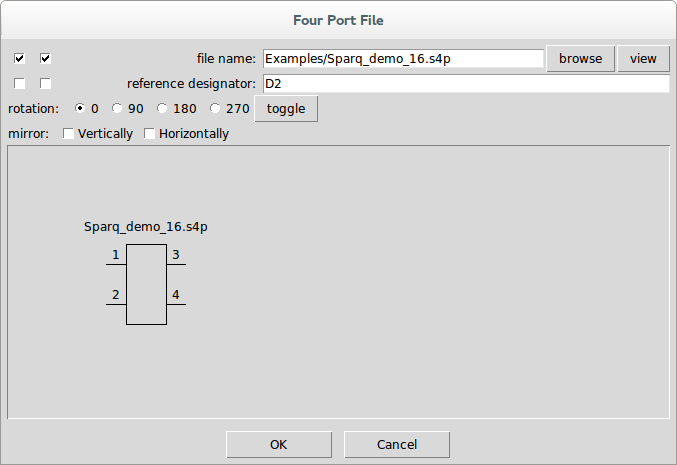 Four Port File
file name: Examples/Sparq_demo_16.s4p browse view
reference designator: D2
rotation: 0 90 180 270 toggle
mirror: Vertically Horizontally
Sparq_demo_16.s4p
1 3
2 4
OK Cancel